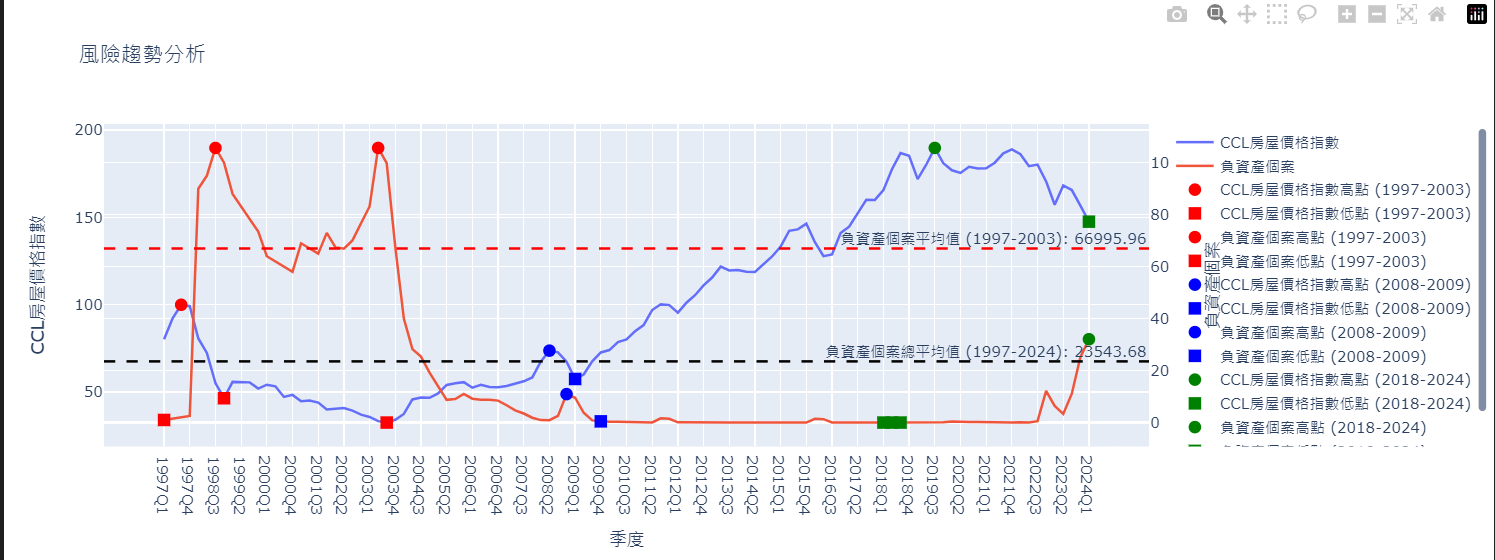 風險趨勢分析
CCL房屋價格指數
200
150
100
50
負資產個案平均值 (1997-2003): 66995.96
負資產個案總平均值 (1997-2024): 23543.68
10
80
60
40
20
0
負資產個案
1997Q1
1997Q4
1998Q3
1999Q2
2000Q1
2000Q4
2001Q3
2002Q2
2003Q1
2003Q4
2004Q3
2005Q2
2006Q1
2006Q4
2007Q3
2008Q2
2009Q1
2009Q4
2010Q3
2011Q2
2012Q1
2012Q4
2013Q3
2014Q2
2015Q1
2015Q4
2016Q3
2017Q2
2018Q1
2018Q4
2019Q3
2020Q2
2021Q1
2021Q4
2022Q3
2023Q2
2024Q1
季度
CCL房屋價格指數
負資產個案
CCL房屋價格指數高點 (1997-2003)
CCL房屋價格指數低點 (1997-2003)
負資產個案高點 (1997-2003)
負資產個案低點 (1997-2003)
CCL房屋價格指數高點 (2008-2009)
CCL房屋價格指數低點 (2008-2009)
負資產個案高點 (2008-2009)
負資產個案低點 (2008-2009)
CCL房屋價格指數高點 (2018-2024)
CCL房屋價格指數低點 (2018-2024)
負資產個案高點 (2018-2024)